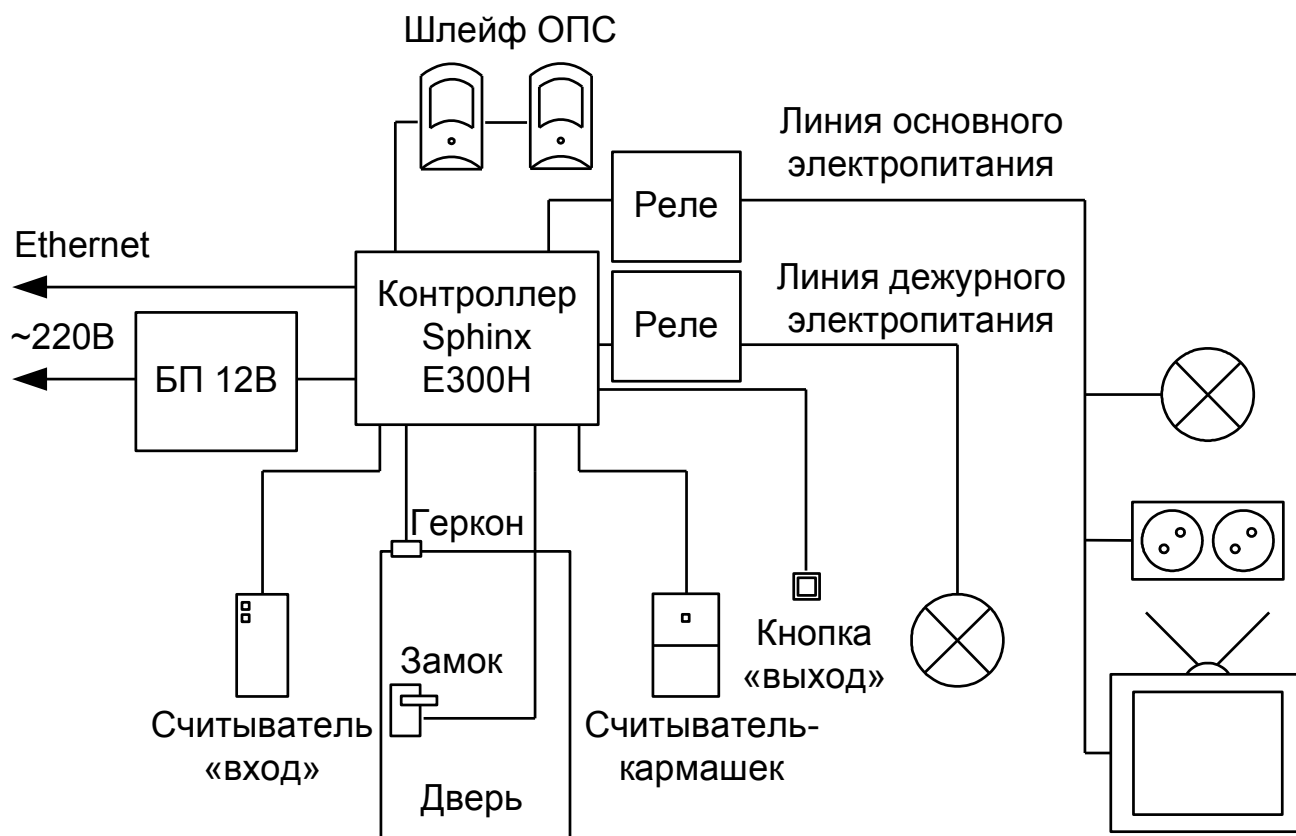 Шлейф ОПС
Линия основного
электропитания
Реле
Ethernet
Линия дежурного
электропитания
Контроллер
Sphinx
E300H
Реле
~220В
БП 12В
Геркон
Замок
Кнопка
«выход»
Считыватель
«вход»
Считыватель-
кармашек
Дверь